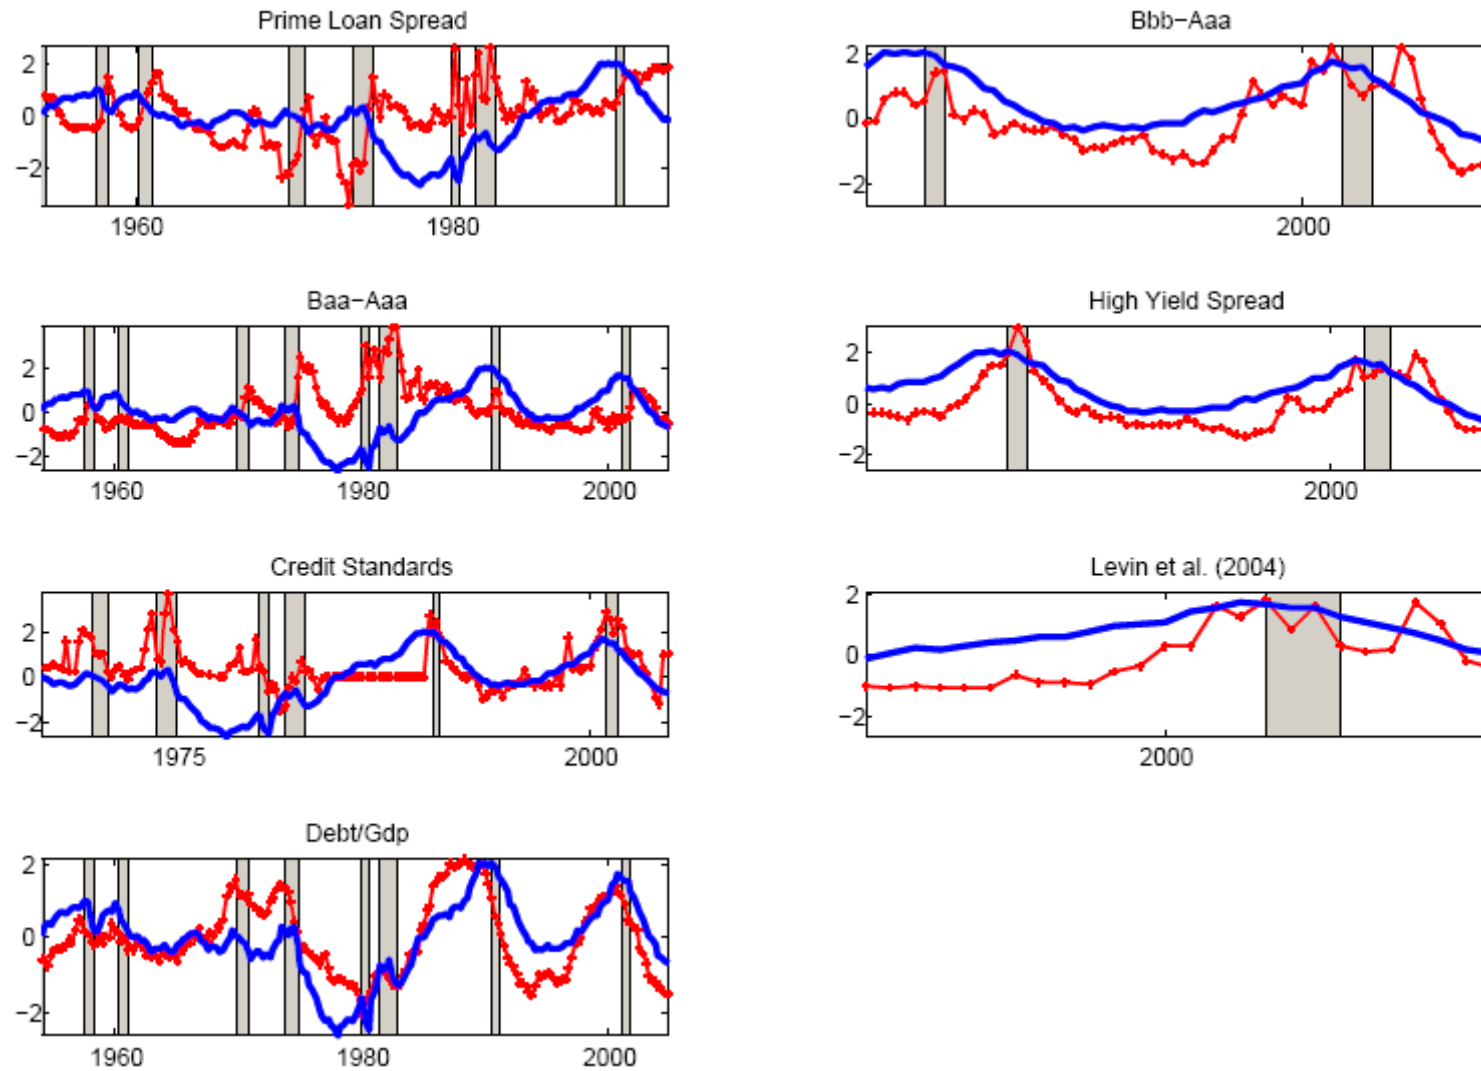 Prime Loan Spread
2
0
−2
1960 1980
Bbb−Aaa
2
0
−2
2000
Baa−Aaa
2
0
−2
1960 1980 2000
High Yield Spread
2
0
−2
2000
Credit Standards
2
0
−2
1975 2000
Levin et al. (2004)
2
0
−2
2000
Debt/Gdp
2
0
−2
1960 1980 2000